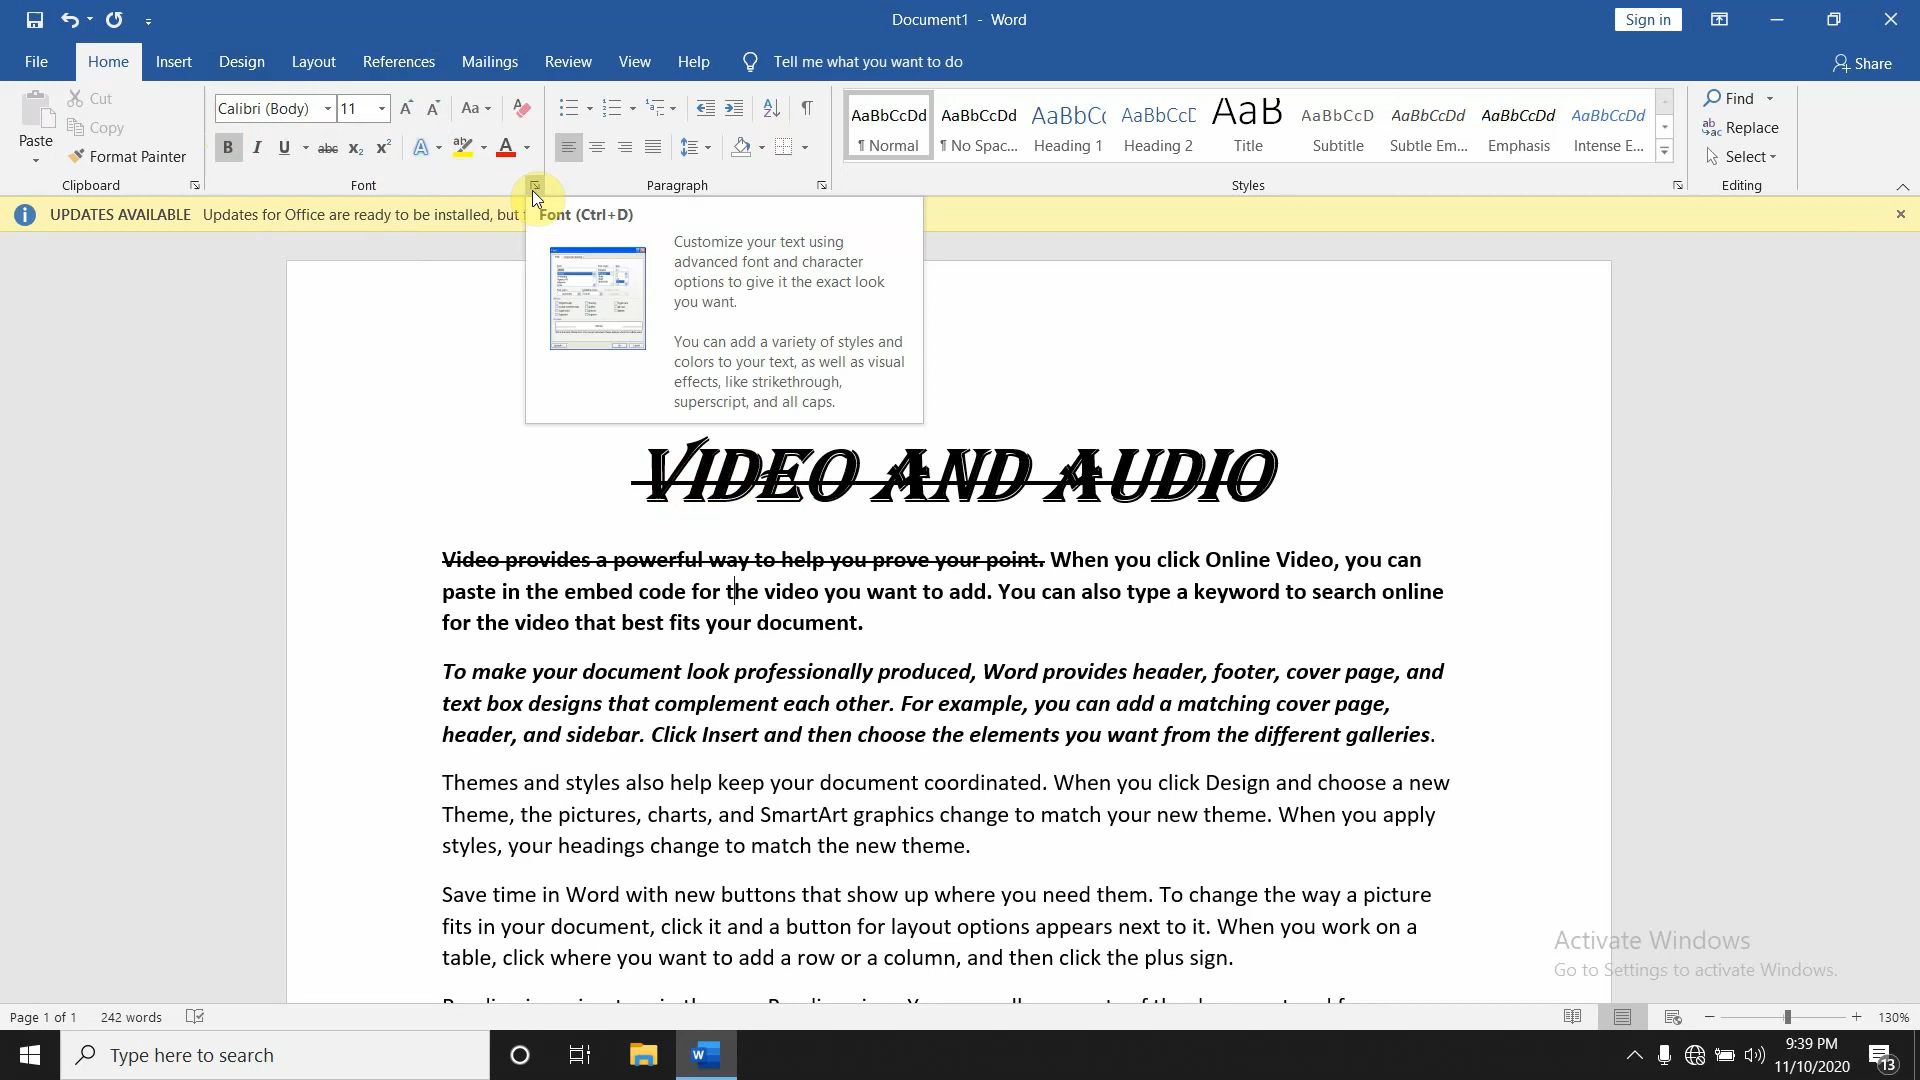 Document1 - Word
Sign in
File Home Insert Design Layout References Mailings Review View Help Tell me what you want to do
Share
Paste
Cut
Copy
Format Painter
Clipboard
Calibri (Body) 11
Aa
B I U abc X₂ X² A ab A
Font
Paragraph
AaBbCcDd AaBbCcDd AaBbCc AaBbCcE AaB AaBbCcD AaBbCcDd AaBbCcDd AaBbCcDd
¶ Normal ¶ No Spac... Heading 1 Heading 2 Title Subtitle Subtle Em... Emphasis Intense E...
Styles
Find
Replace
Select
Editing
UPDATES AVAILABLE Updates for Office are ready to be installed, but
Font (Ctrl+D)
Customize your text using
advanced font and character
options to give it the exact look
you want.
You can add a variety of styles and
colors to your text, as well as visual
effects, like strikethrough,
superscript, and all caps.
VIDEO AND AUDIO
Video provides a powerful way to help you prove your point. When you click Online Video, you can
paste in the embed code for the video you want to add. You can also type a keyword to search online
for the video that best fits your document.
To make your document look professionally produced, Word provides header, footer, cover page, and
text box designs that complement each other. For example, you can add a matching cover page,
header, and sidebar. Click Insert and then choose the elements you want from the different galleries.
Themes and styles also help keep your document coordinated. When you click Design and choose a new
Theme, the pictures, charts, and SmartArt graphics change to match your new theme. When you apply
styles, your headings change to match the new theme.
Save time in Word with new buttons that show up where you need them. To change the way a picture
fits in your document, click it and a button for layout options appears next to it. When you work on a
table, click where you want to add a row or a column, and then click the plus sign.
Activate Windows
Go to Settings to activate Windows.
Page 1 of 1 242 words
130%
Type here to search
9:39 PM
11/10/2020
13